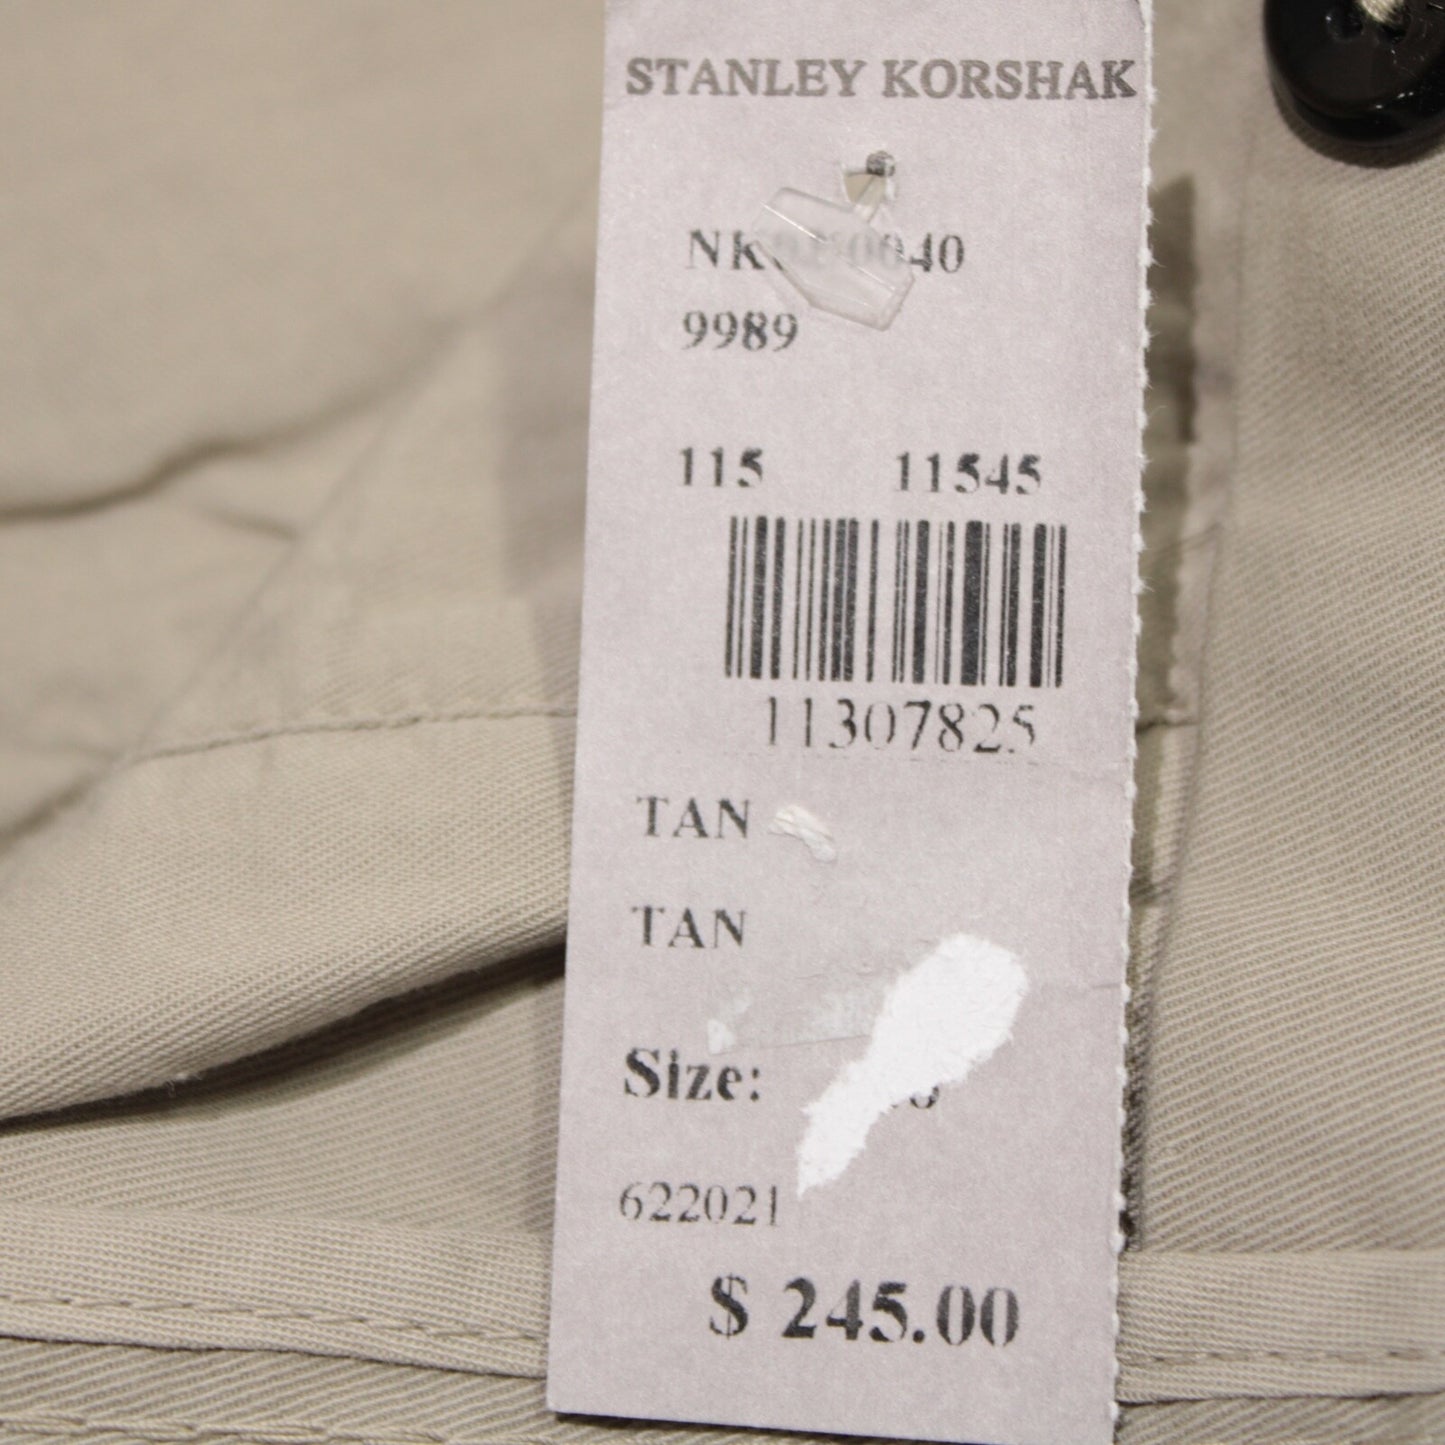 STANLEY KORSHAK
9989
115 11545
11307825
TAN
TAN
Size:
622021
$ 245.00